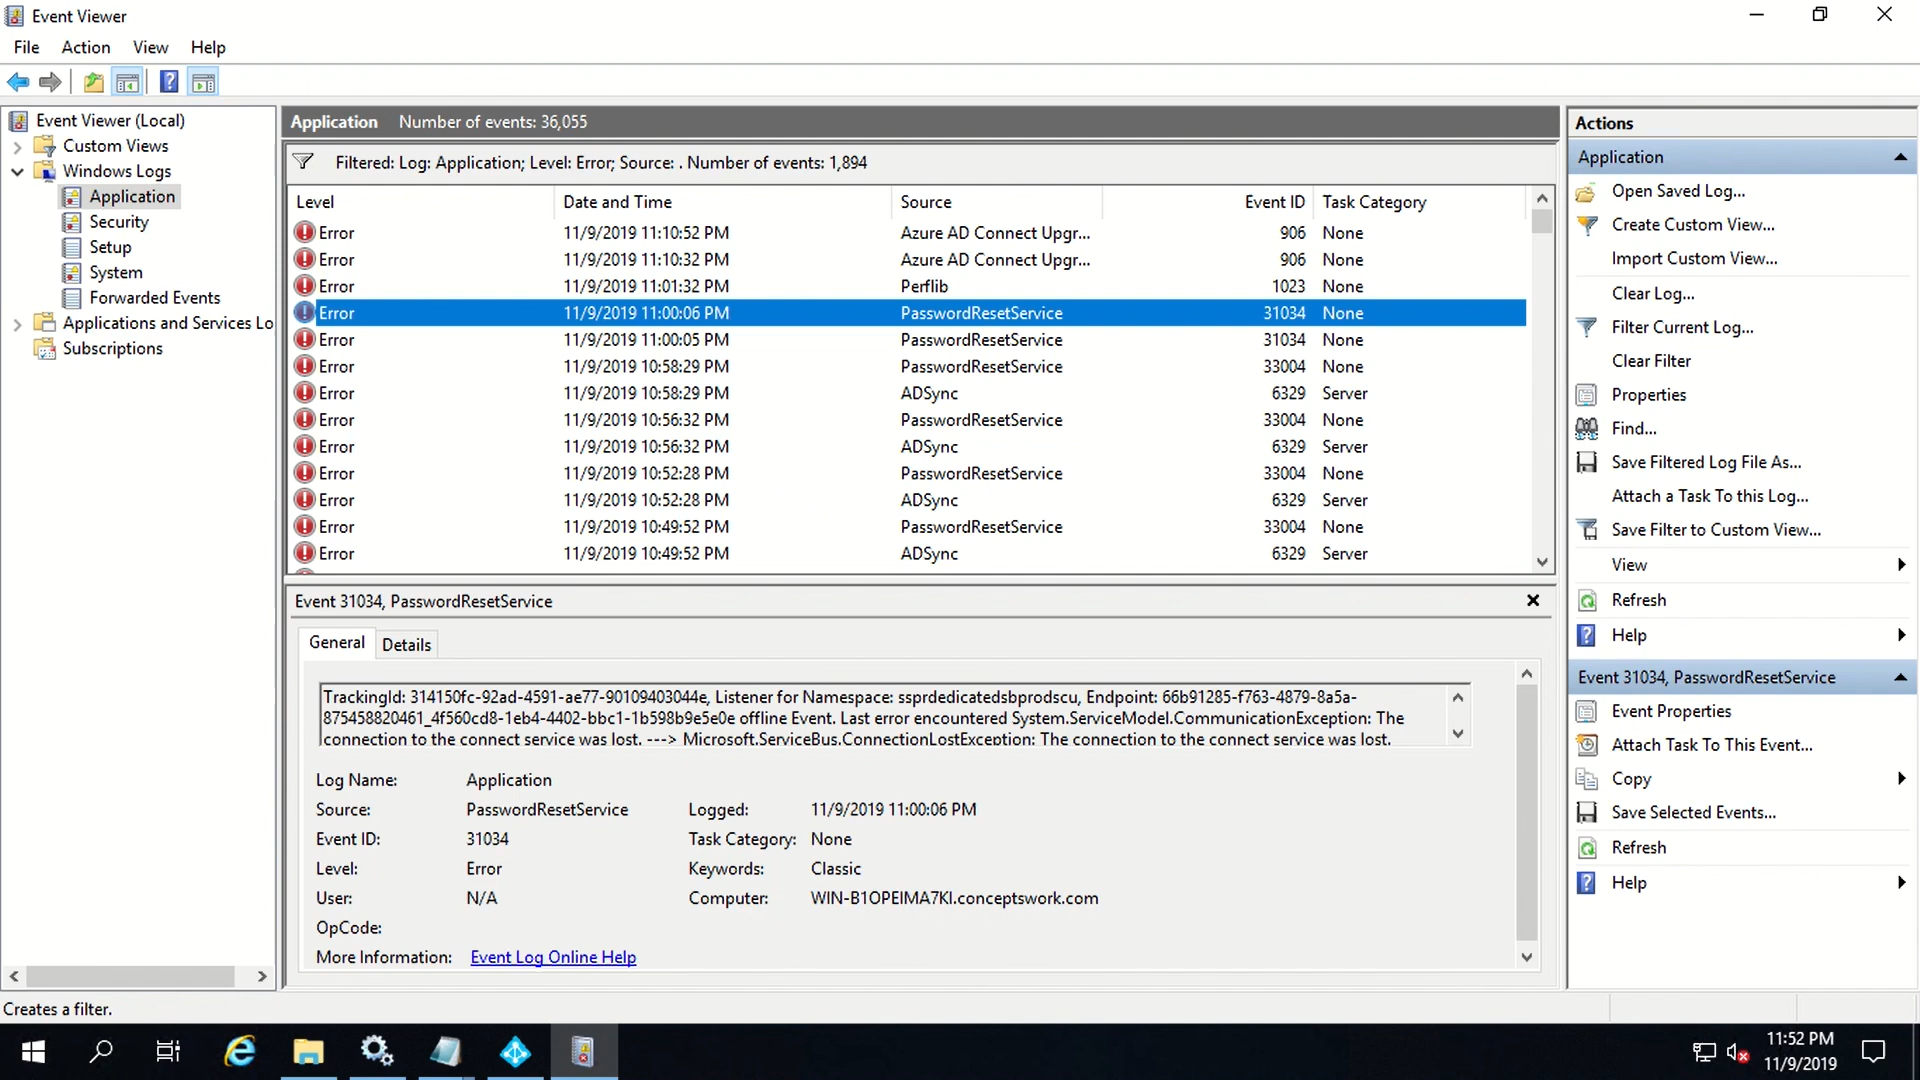 Event Viewer
File Action View Help
Event Viewer (Local)
Custom Views
Windows Logs
Application
Security
Setup
System
Forwarded Events
Applications and Services Lo
Subscriptions
Application Number of events: 36,055
Filtered: Log: Application; Level: Error; Source: . Number of events: 1,894
Level Date and Time Source Event ID Task Category
Error 11/9/2019 11:10:52 PM Azure AD Connect Upgr... 906 None
Error 11/9/2019 11:10:32 PM Azure AD Connect Upgr... 906 None
Error 11/9/2019 11:01:32 PM Perflib 1023 None
Error 11/9/2019 11:00:06 PM PasswordResetService 31034 None
Error 11/9/2019 11:00:05 PM PasswordResetService 31034 None
Error 11/9/2019 10:58:29 PM PasswordResetService 33004 None
Error 11/9/2019 10:58:29 PM ADSync 6329 Server
Error 11/9/2019 10:56:32 PM PasswordResetService 33004 None
Error 11/9/2019 10:56:32 PM ADSync 6329 Server
Error 11/9/2019 10:52:28 PM PasswordResetService 33004 None
Error 11/9/2019 10:52:28 PM ADSync 6329 Server
Error 11/9/2019 10:49:52 PM PasswordResetService 33004 None
Error 11/9/2019 10:49:52 PM ADSync 6329 Server
Event 31034, PasswordResetService
General Details
TrackingId: 314150fc-92ad-4591-ae77-90109403044e, Listener for Namespace: ssprdedicatedsbprodscu, Endpoint: 66b91285-f763-4879-8a5a-
875458820461_4f560cd8-1eb4-4402-bbc1-1b598b9e5e0e offline Event. Last error encountered System.ServiceModel.CommunicationException: The
connection to the connect service was lost. ---> Microsoft.ServiceBus.ConnectionLostException: The connection to the connect service was lost.
Log Name: Application
Source: PasswordResetService Logged: 11/9/2019 11:00:06 PM
Event ID: 31034 Task Category: None
Level: Error Keywords: Classic
User: N/A Computer: WIN-B1OPEIMA7KI.conceptswork.com
OpCode:
More Information: Event Log Online Help
Actions
Application
Open Saved Log...
Create Custom View...
Import Custom View...
Clear Log...
Filter Current Log...
Clear Filter
Properties
Find...
Save Filtered Log File As...
Attach a Task To this Log...
Save Filter to Custom View...
View
Refresh
Help
Event 31034, PasswordResetService
Event Properties
Attach Task To This Event...
Copy
Save Selected Events...
Refresh
Help
Creates a filter.
11:52 PM
11/9/2019